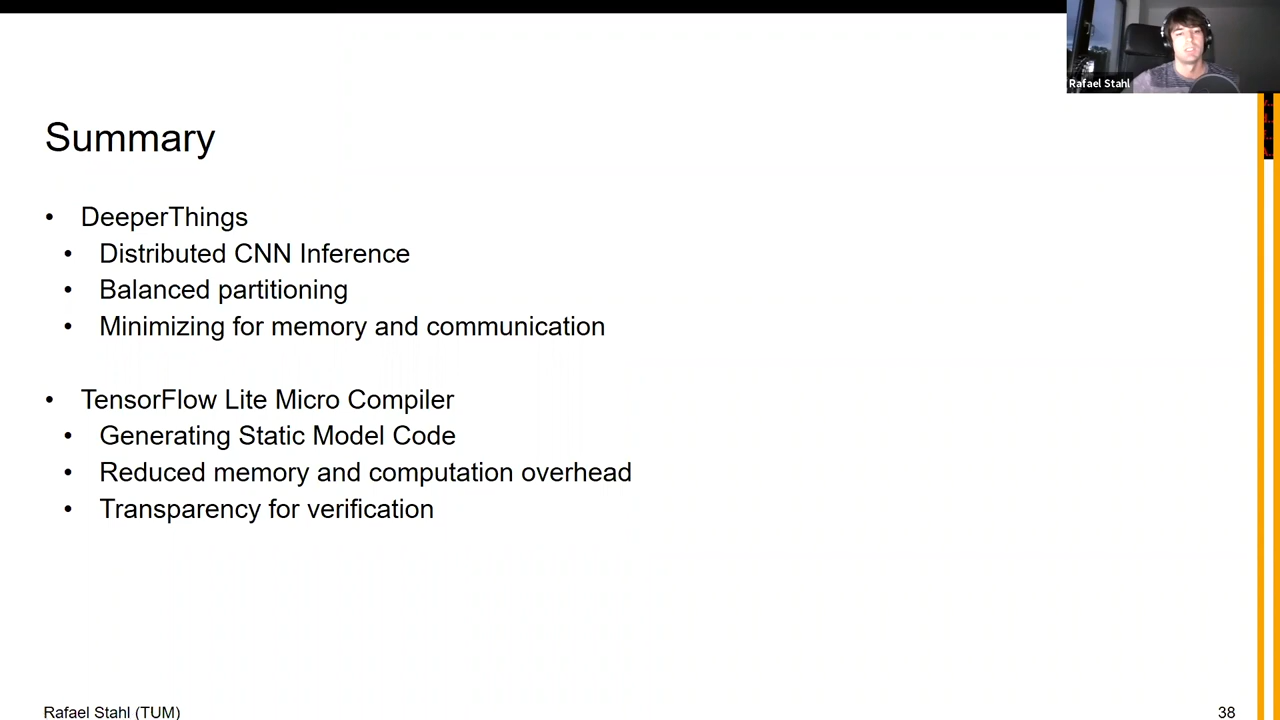 Rafael Stahl
Summary
• DeeperThings
• Distributed CNN Inference
• Balanced partitioning
• Minimizing for memory and communication
• TensorFlow Lite Micro Compiler
• Generating Static Model Code
• Reduced memory and computation overhead
• Transparency for verification
Rafael Stahl (TUM)
38